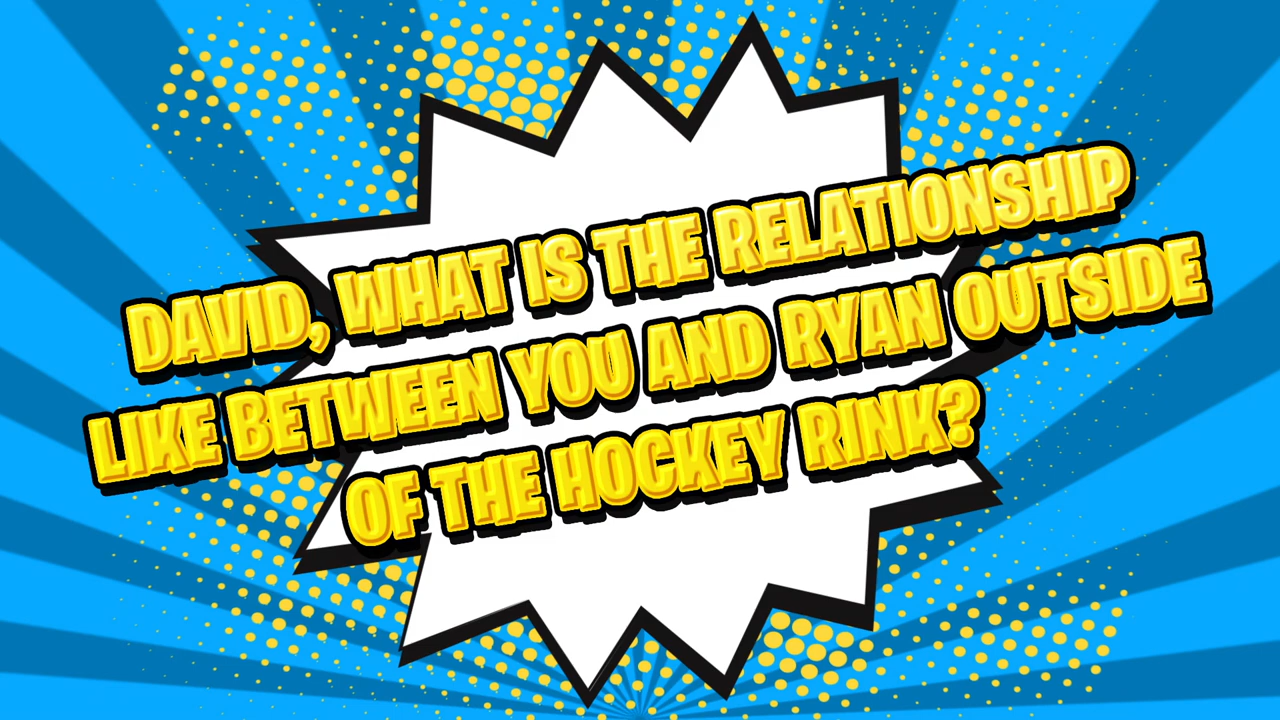 DAVID, WHAT IS THE RELATIONSHIP
LIKE BETWEEN YOU AND RYAN OUTSIDE
OF THE HOCKEY RINK?